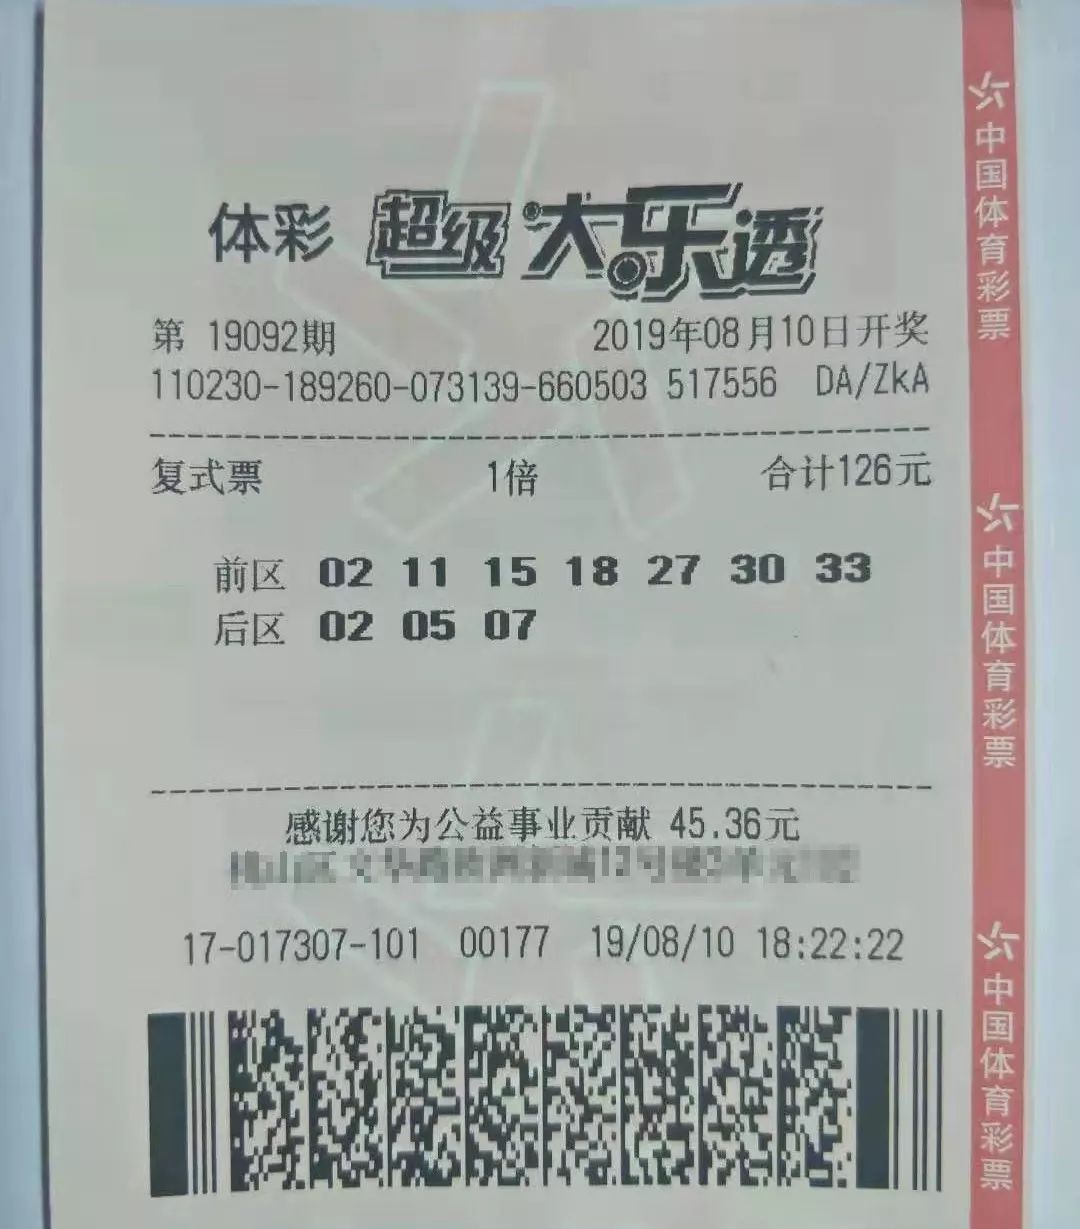 体彩 超级大乐透
第 19092期 2019年08月10日开奖
110230-189260-073139-660503 517556 DA/ZkA
复式票 1倍 合计126元
前区 02 11 15 18 27 30 33
后区 02 05 07
感谢您为公益事业贡献 45.36元
17-017307-101 00177 19/08/10 18:22:22
中国体育彩票
中国体育彩票
中国体育彩票